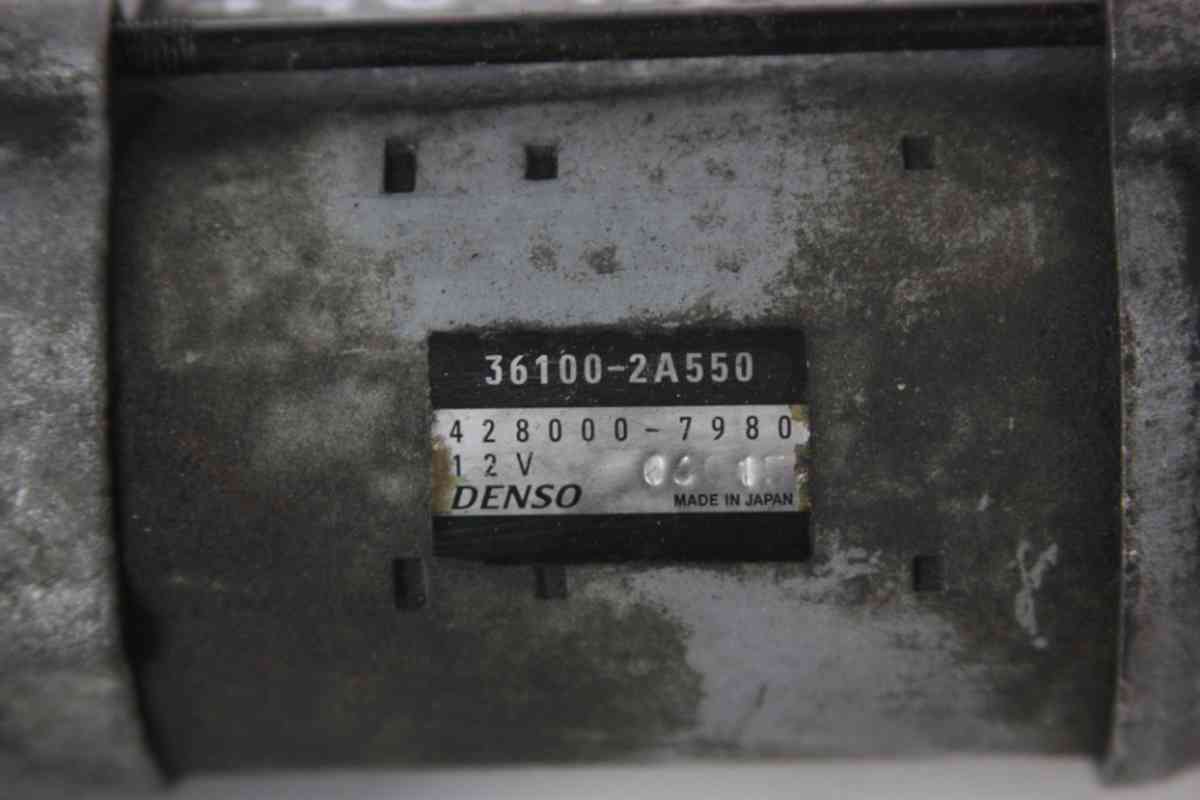 36100-2A550
428000-7980
12V
DENSO
MADE IN JAPAN